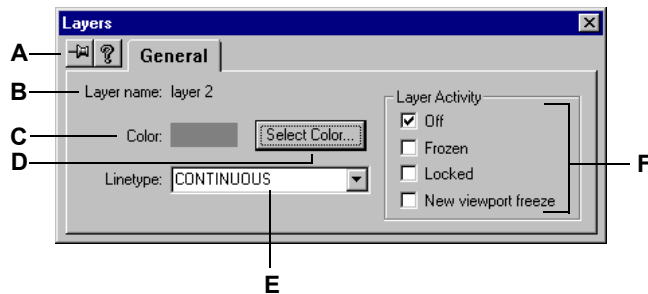 Layers
A
? General
B
Layer name: layer 2
C
Color: Select Color...
D
Linetype: CONTINUOUS
E
Layer Activity
Off
Frozen
Locked
New viewport freeze
F